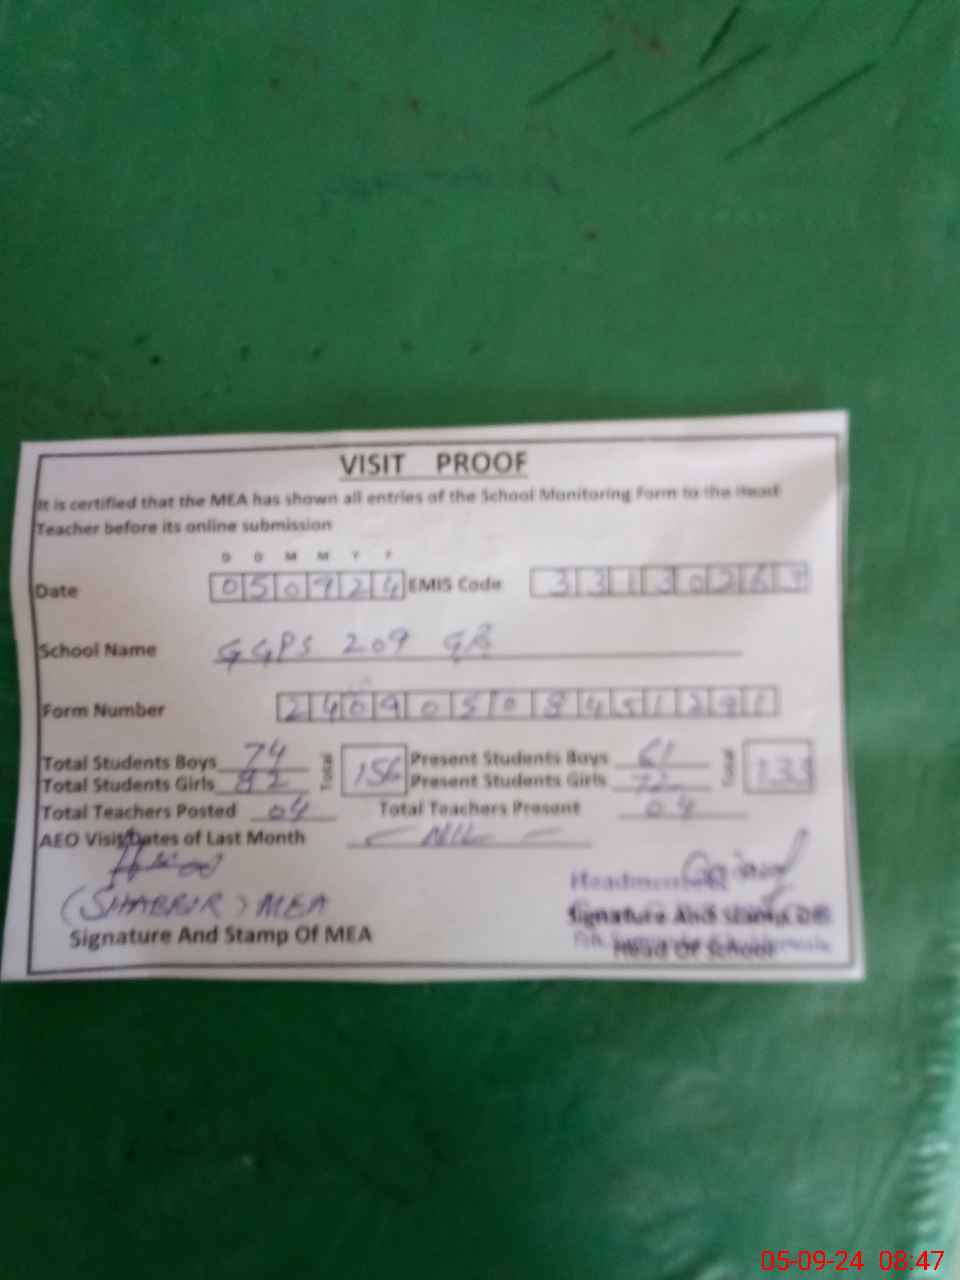 VISIT PROOF
It is certified that the MEA has shown all entries of the School Monitoring Form to the Head
Teacher before its online submission
D D M M Y Y
Date 050924 EMIS Code 33130267
School Name GGPS 209 GB
Form Number
Total Students Boys 74 Total 156 Present Students Boys 61 Total 133
Total Students Girls 82 Present Students Girls 72
Total Teachers Posted 04 Total Teachers Present 04
AEO Visit Dates of Last Month — NIL —
(SHABBIR) MEA
Signature And Stamp Of MEA Signature And Stamp Of
Head Of School
05-09-24 08:47